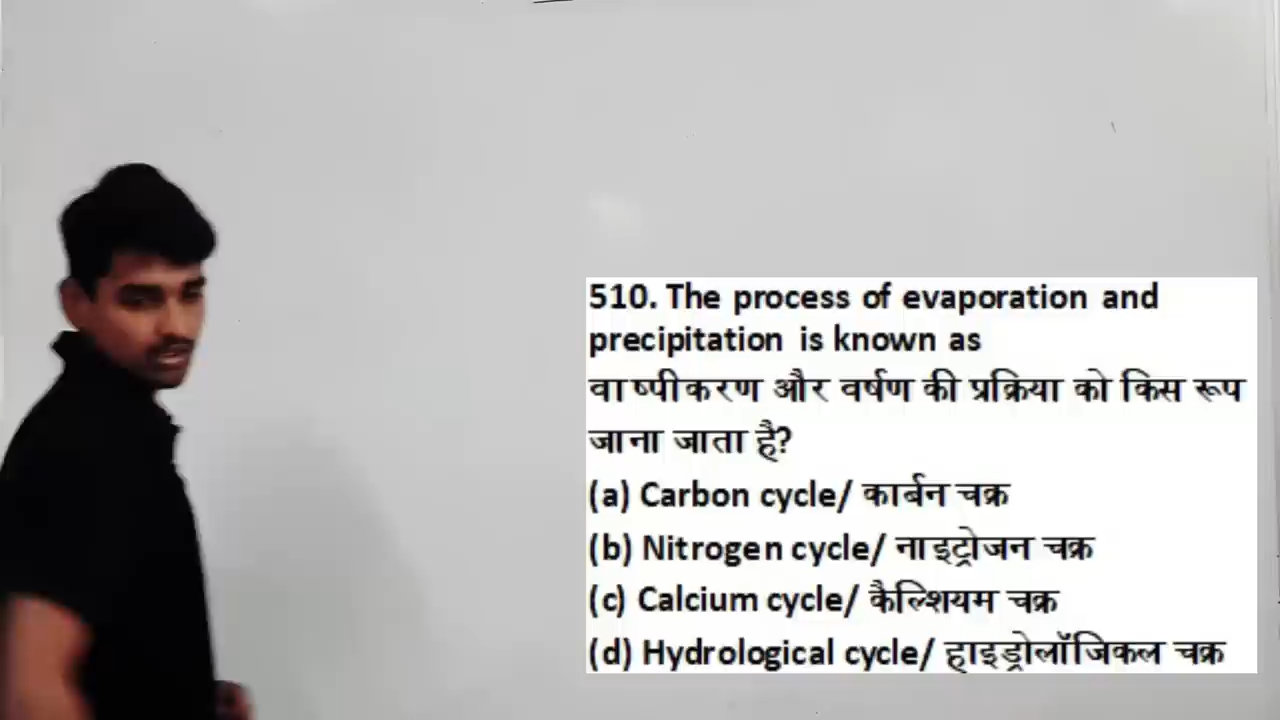 510. The process of evaporation and
precipitation is known as
वाष्पीकरण और वर्षण की प्रक्रिया को किस रूप
जाना जाता है?
(a) Carbon cycle/ कार्बन चक्र
(b) Nitrogen cycle/ नाइट्रोजन चक्र
(c) Calcium cycle/ कैल्शियम चक्र
(d) Hydrological cycle/ हाइड्रोलॉजिकल चक्र